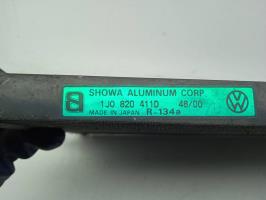 SHOWA ALUMINUM CORP.
1J0 820 411D 48/00
MADE IN JAPAN R-134a